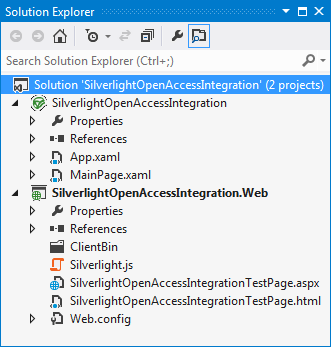 Solution Explorer
Search Solution Explorer (Ctrl+;)
Solution 'SilverlightOpenAccessIntegration' (2 projects)
SilverlightOpenAccessIntegration
Properties
References
App.xaml
MainPage.xaml
SilverlightOpenAccessIntegration.Web
Properties
References
ClientBin
Silverlight.js
SilverlightOpenAccessIntegrationTestPage.aspx
SilverlightOpenAccessIntegrationTestPage.html
Web.config